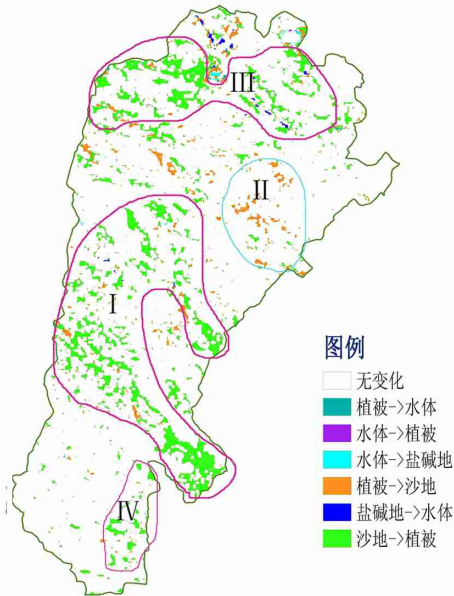 III
II
I
IV
图例
无变化
植被->水体
水体->植被
水体->盐碱地
植被->沙地
盐碱地->水体
沙地->植被